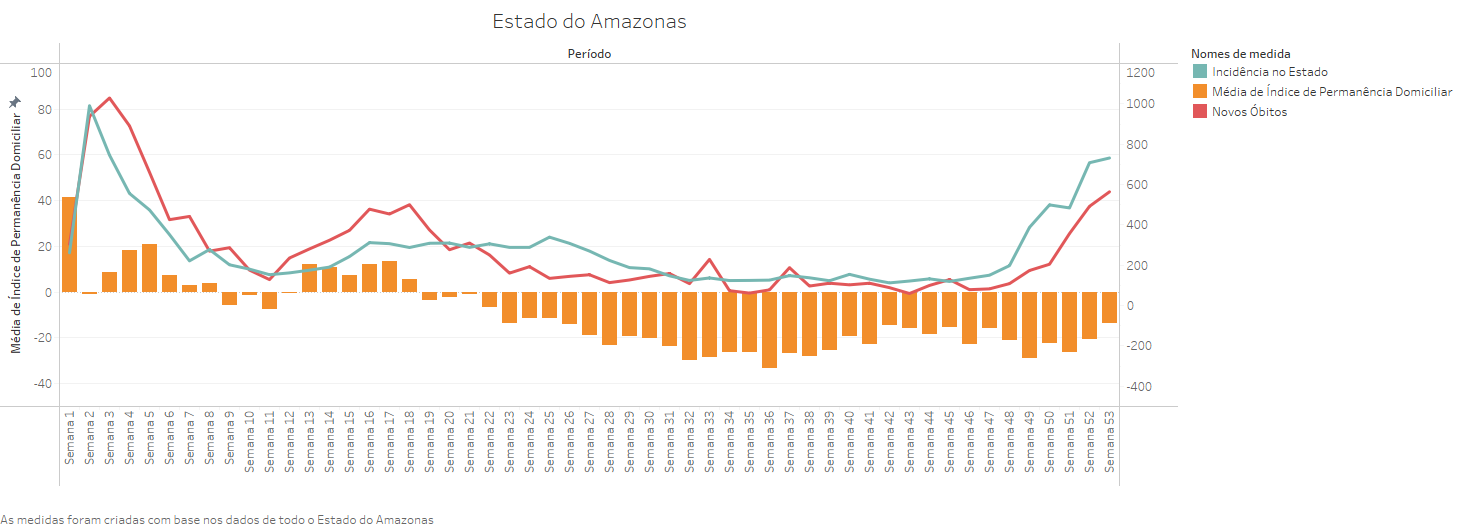 Estado do Amazonas
Período
Nomes de medida
Incidência no Estado
Média de Índice de Permanência Domiciliar
Novos Óbitos
Média de Índice de Permanência Domiciliar
100
80
60
40
20
0
-20
-40
1200
1000
800
600
400
200
0
-200
-400
Semana 1
Semana 2
Semana 3
Semana 4
Semana 5
Semana 6
Semana 7
Semana 8
Semana 9
Semana 10
Semana 11
Semana 12
Semana 13
Semana 14
Semana 15
Semana 16
Semana 17
Semana 18
Semana 19
Semana 20
Semana 21
Semana 22
Semana 23
Semana 24
Semana 25
Semana 26
Semana 27
Semana 28
Semana 29
Semana 30
Semana 31
Semana 32
Semana 33
Semana 34
Semana 35
Semana 36
Semana 37
Semana 38
Semana 39
Semana 40
Semana 41
Semana 42
Semana 43
Semana 44
Semana 45
Semana 46
Semana 47
Semana 48
Semana 49
Semana 50
Semana 51
Semana 52
Semana 53
As medidas foram criadas com base nos dados de todo o Estado do Amazonas